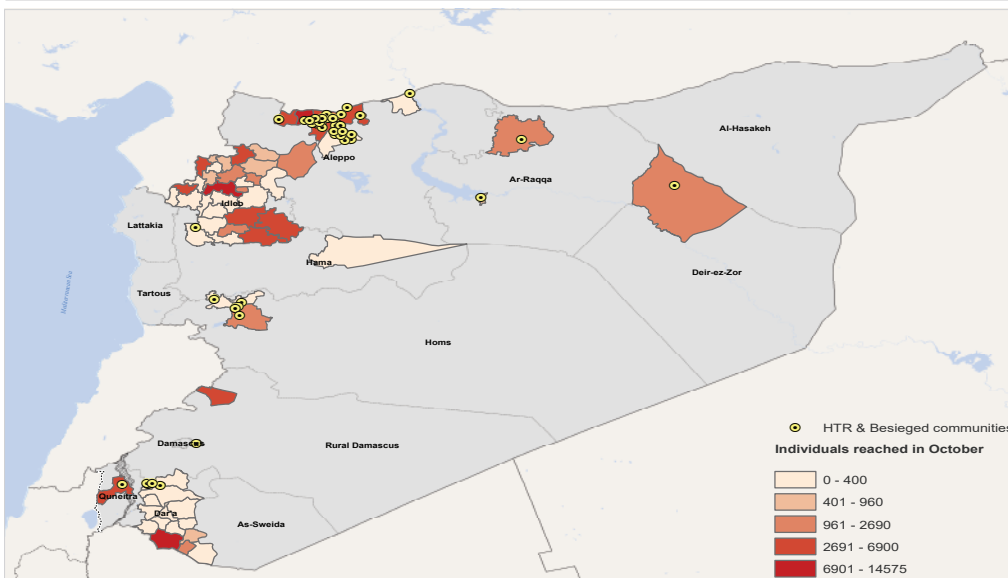 Al-Hasakeh
Aleppo
Ar-Raqqa
Idleb
Lattakia
Hama
Deir-ez-Zor
Tartous
Homs
HTR & Besieged communities
Damascus
Rural Damascus
Individuals reached in October
0 - 400
Quneitra
401 - 960
Dar'a
As-Sweida
961 - 2690
2691 - 6900
6901 - 14575